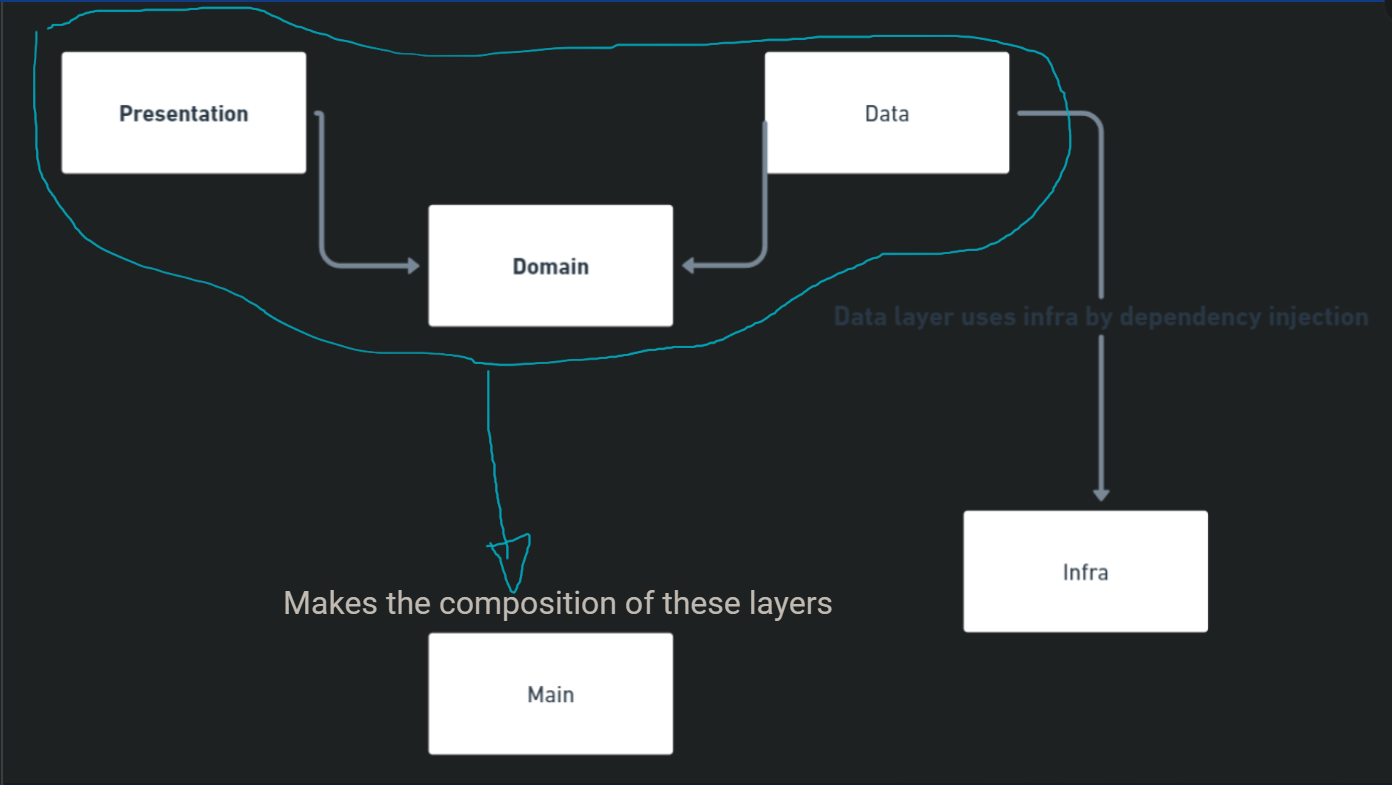 Presentation
Data
Domain
Data layer uses infra by dependency injection
Infra
Makes the composition of these layers
Main